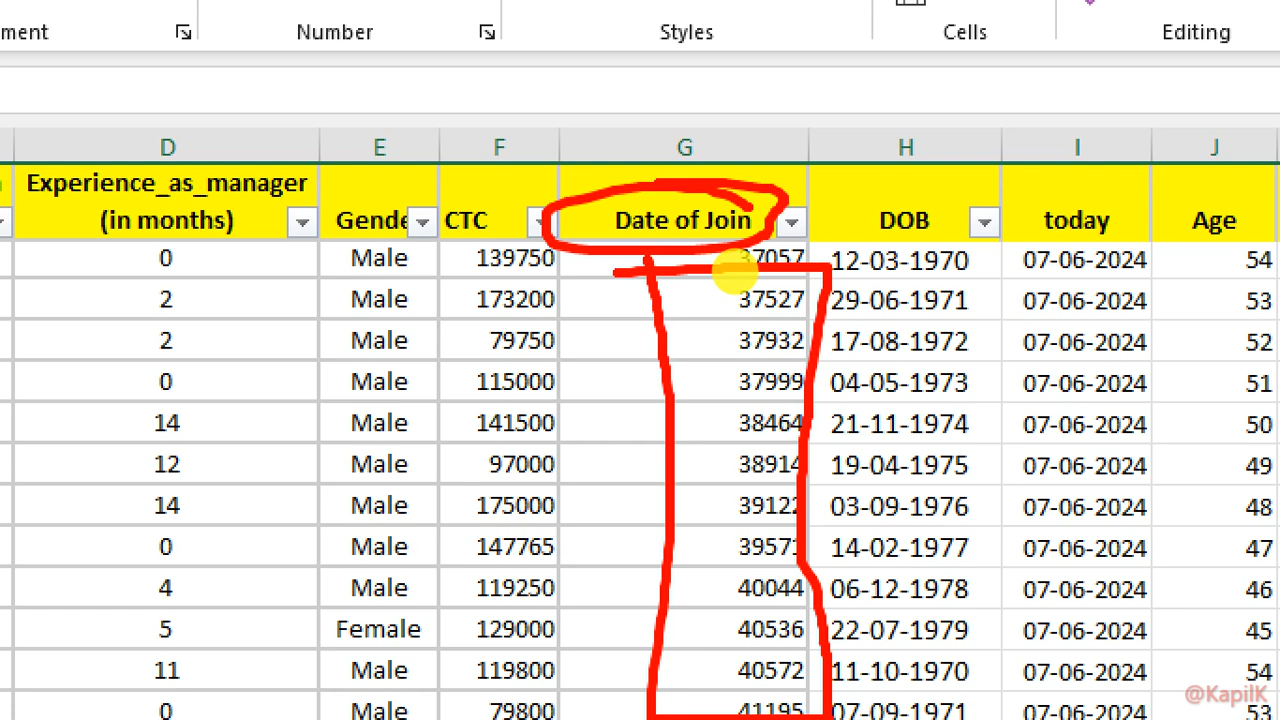 ment Number Styles Cells Editing
D E F G H I J
Experience_as_manager
(in months) Gende CTC Date of Join DOB today Age
0 Male 139750 37057 12-03-1970 07-06-2024 54
2 Male 173200 37527 29-06-1971 07-06-2024 53
2 Male 79750 37932 17-08-1972 07-06-2024 52
0 Male 115000 37999 04-05-1973 07-06-2024 51
14 Male 141500 38464 21-11-1974 07-06-2024 50
12 Male 97000 38914 19-04-1975 07-06-2024 49
14 Male 175000 39122 03-09-1976 07-06-2024 48
0 Male 147765 39571 14-02-1977 07-06-2024 47
4 Male 119250 40044 06-12-1978 07-06-2024 46
5 Female 129000 40536 22-07-1979 07-06-2024 45
11 Male 119800 40572 11-10-1970 07-06-2024 54
0 Male 79800 41195 07-09-1971 07-06-2024 53
@KapilK